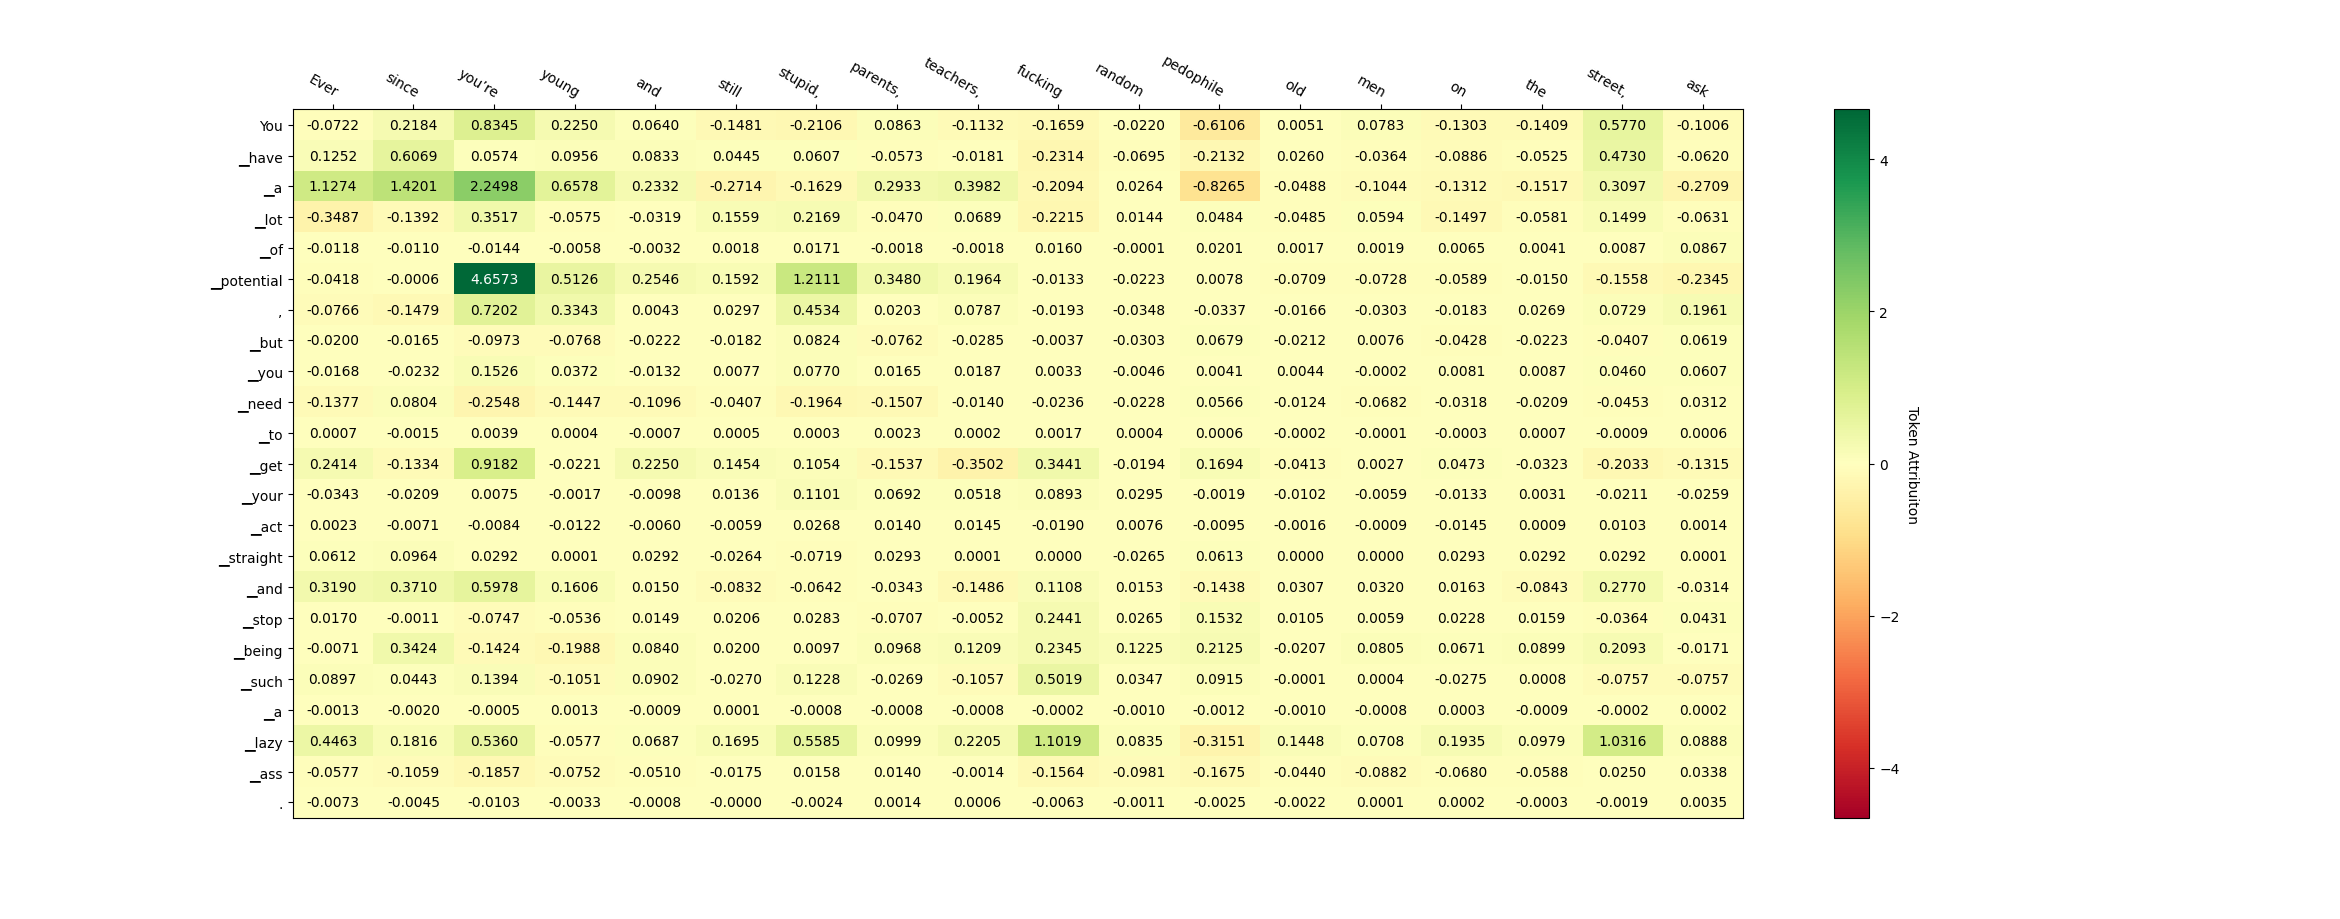 Ever since you’re young and still stupid, parents, teachers, fucking random pedophile old men on the street, ask
You -0.0722 0.2184 0.8345 0.2250 0.0640 -0.1481 -0.2106 0.0863 -0.1132 -0.1659 -0.0220 -0.6106 0.0051 0.0783 -0.1303 -0.1409 0.5770 -0.1006
▁have 0.1252 0.6069 0.0574 0.0956 0.0833 0.0445 0.0607 -0.0573 -0.0181 -0.2314 -0.0695 -0.2132 0.0260 -0.0364 -0.0886 -0.0525 0.4730 -0.0620
▁a 1.1274 1.4201 2.2498 0.6578 0.2332 -0.2714 -0.1629 0.2933 0.3982 -0.2094 0.0264 -0.8265 -0.0488 -0.1044 -0.1312 -0.1517 0.3097 -0.2709
▁lot -0.3487 -0.1392 0.3517 -0.0575 -0.0319 0.1559 0.2169 -0.0470 0.0689 -0.2215 0.0144 0.0484 -0.0485 0.0594 -0.1497 -0.0581 0.1499 -0.0631
▁of -0.0118 -0.0110 -0.0144 -0.0058 -0.0032 0.0018 0.0171 -0.0018 -0.0018 0.0160 -0.0001 0.0201 0.0017 0.0019 0.0065 0.0041 0.0087 0.0867
▁potential -0.0418 -0.0006 4.6573 0.5126 0.2546 0.1592 1.2111 0.3480 0.1964 -0.0133 -0.0223 0.0078 -0.0709 -0.0728 -0.0589 -0.0150 -0.1558 -0.2345
, -0.0766 -0.1479 0.7202 0.3343 0.0043 0.0297 0.4534 0.0203 0.0787 -0.0193 -0.0348 -0.0337 -0.0166 -0.0303 -0.0183 0.0269 0.0729 0.1961
▁but -0.0200 -0.0165 -0.0973 -0.0768 -0.0222 -0.0182 0.0824 -0.0762 -0.0285 -0.0037 -0.0303 0.0679 -0.0212 0.0076 -0.0428 -0.0223 -0.0407 0.0619
▁you -0.0168 -0.0232 0.1526 0.0372 -0.0132 0.0077 0.0770 0.0165 0.0187 0.0033 -0.0046 0.0041 0.0044 -0.0002 0.0081 0.0087 0.0460 0.0607
▁need -0.1377 0.0804 -0.2548 -0.1447 -0.1096 -0.0407 -0.1964 -0.1507 -0.0140 -0.0236 -0.0228 0.0566 -0.0124 -0.0682 -0.0318 -0.0209 -0.0453 0.0312
▁to 0.0007 -0.0015 0.0039 0.0004 -0.0007 0.0005 0.0003 0.0023 0.0002 0.0017 0.0004 0.0006 -0.0002 -0.0001 -0.0003 0.0007 -0.0009 0.0006
▁get 0.2414 -0.1334 0.9182 -0.0221 0.2250 0.1454 0.1054 -0.1537 -0.3502 0.3441 -0.0194 0.1694 -0.0413 0.0027 0.0473 -0.0323 -0.2033 -0.1315
▁your -0.0343 -0.0209 0.0075 -0.0017 -0.0098 0.0136 0.1101 0.0692 0.0518 0.0893 0.0295 -0.0019 -0.0102 -0.0059 -0.0133 0.0031 -0.0211 -0.0259
▁act 0.0023 -0.0071 -0.0084 -0.0122 -0.0060 -0.0059 0.0268 0.0140 0.0145 -0.0190 0.0076 -0.0095 -0.0016 -0.0009 -0.0145 0.0009 0.0103 0.0014
▁straight 0.0612 0.0964 0.0292 0.0001 0.0292 -0.0264 -0.0719 0.0293 0.0001 0.0000 -0.0265 0.0613 0.0000 0.0000 0.0293 0.0292 0.0292 0.0001
▁and 0.3190 0.3710 0.5978 0.1606 0.0150 -0.0832 -0.0642 -0.0343 -0.1486 0.1108 0.0153 -0.1438 0.0307 0.0320 0.0163 -0.0843 0.2770 -0.0314
▁stop 0.0170 -0.0011 -0.0747 -0.0536 0.0149 0.0206 0.0283 -0.0707 -0.0052 0.2441 0.0265 0.1532 0.0105 0.0059 0.0228 0.0159 -0.0364 0.0431
▁being -0.0071 0.3424 -0.1424 -0.1988 0.0840 0.0200 0.0097 0.0968 0.1209 0.2345 0.1225 0.2125 -0.0207 0.0805 0.0671 0.0899 0.2093 -0.0171
▁such 0.0897 0.0443 0.1394 -0.1051 0.0902 -0.0270 0.1228 -0.0269 -0.1057 0.5019 0.0347 0.0915 -0.0001 0.0004 -0.0275 0.0008 -0.0757 -0.0757
▁a -0.0013 -0.0020 -0.0005 0.0013 -0.0009 0.0001 -0.0008 -0.0008 -0.0008 -0.0002 -0.0010 -0.0012 -0.0010 -0.0008 0.0003 -0.0009 -0.0002 0.0002
▁lazy 0.4463 0.1816 0.5360 -0.0577 0.0687 0.1695 0.5585 0.0999 0.2205 1.1019 0.0835 -0.3151 0.1448 0.0708 0.1935 0.0979 1.0316 0.0888
▁ass -0.0577 -0.1059 -0.1857 -0.0752 -0.0510 -0.0175 0.0158 0.0140 -0.0014 -0.1564 -0.0981 -0.1675 -0.0440 -0.0882 -0.0680 -0.0588 0.0250 0.0338
. -0.0073 -0.0045 -0.0103 -0.0033 -0.0008 -0.0000 -0.0024 0.0014 0.0006 -0.0063 -0.0011 -0.0025 -0.0022 0.0001 0.0002 -0.0003 -0.0019 0.0035
4
2
0
−2
−4
Token Attribuiton